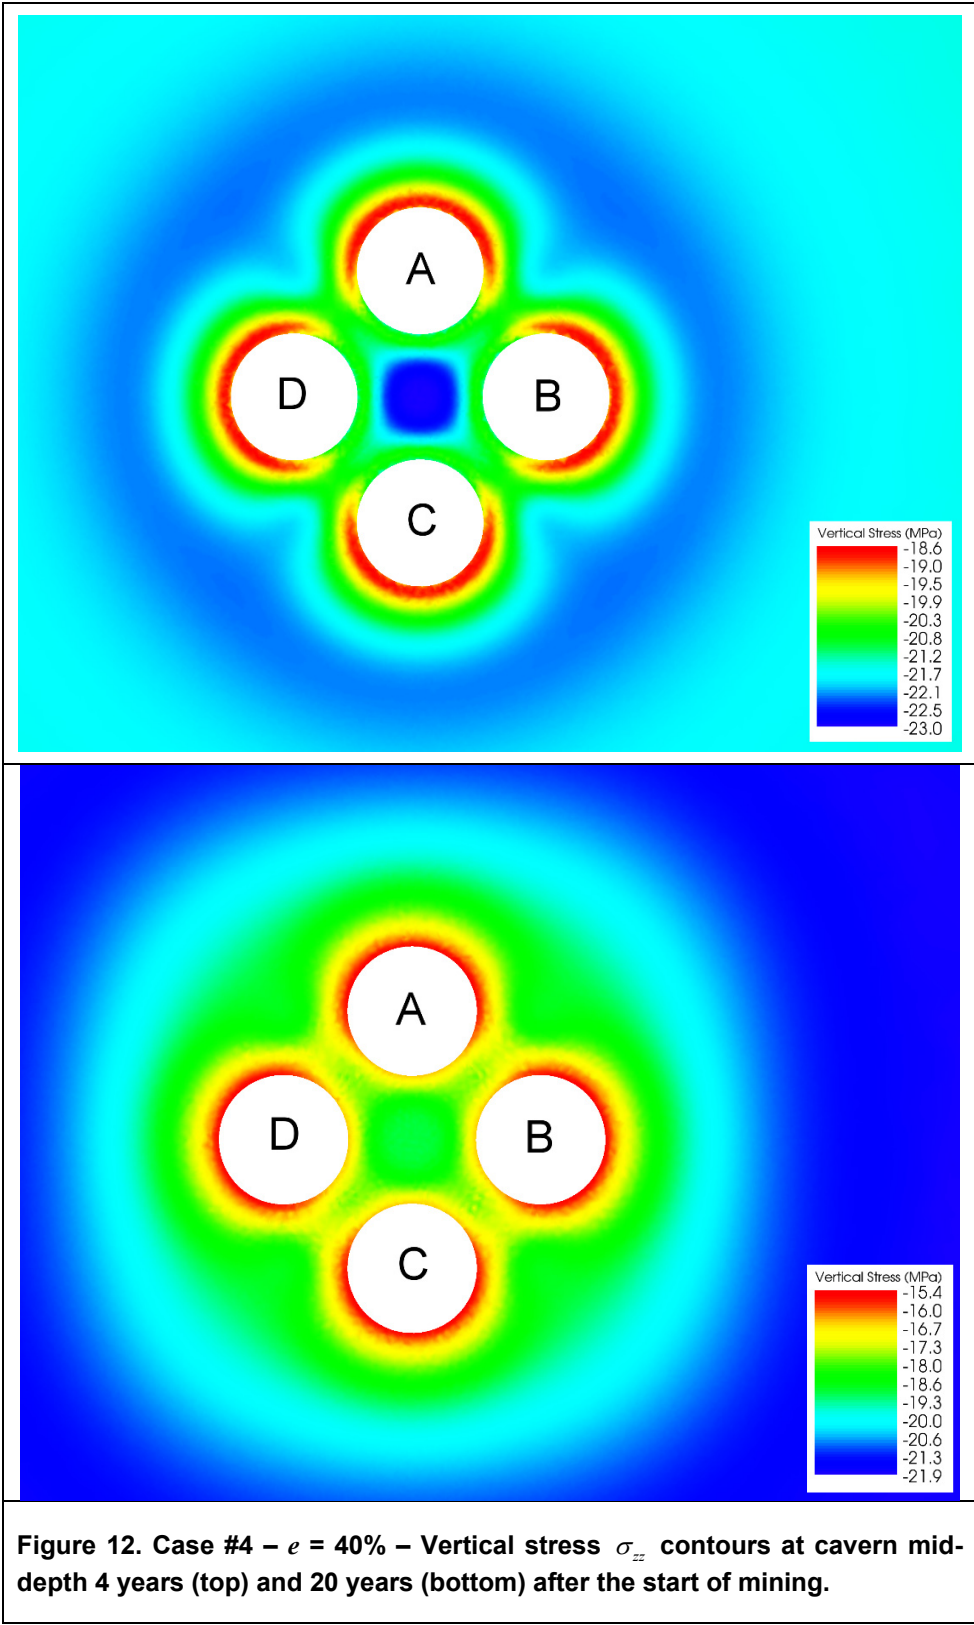 A
D
B
C
Vertical Stress (MPa)
-18.6
-19.0
-19.5
-19.9
-20.3
-20.8
-21.2
-21.7
-22.1
-22.5
-23.0
A
D
B
C
Vertical Stress (MPa)
-15.4
-16.0
-16.7
-17.3
-18.0
-18.6
-19.3
-20.0
-20.6
-21.3
-21.9
Figure 12. Case #4 – e = 40% – Vertical stress σzz contours at cavern mid-
depth 4 years (top) and 20 years (bottom) after the start of mining.